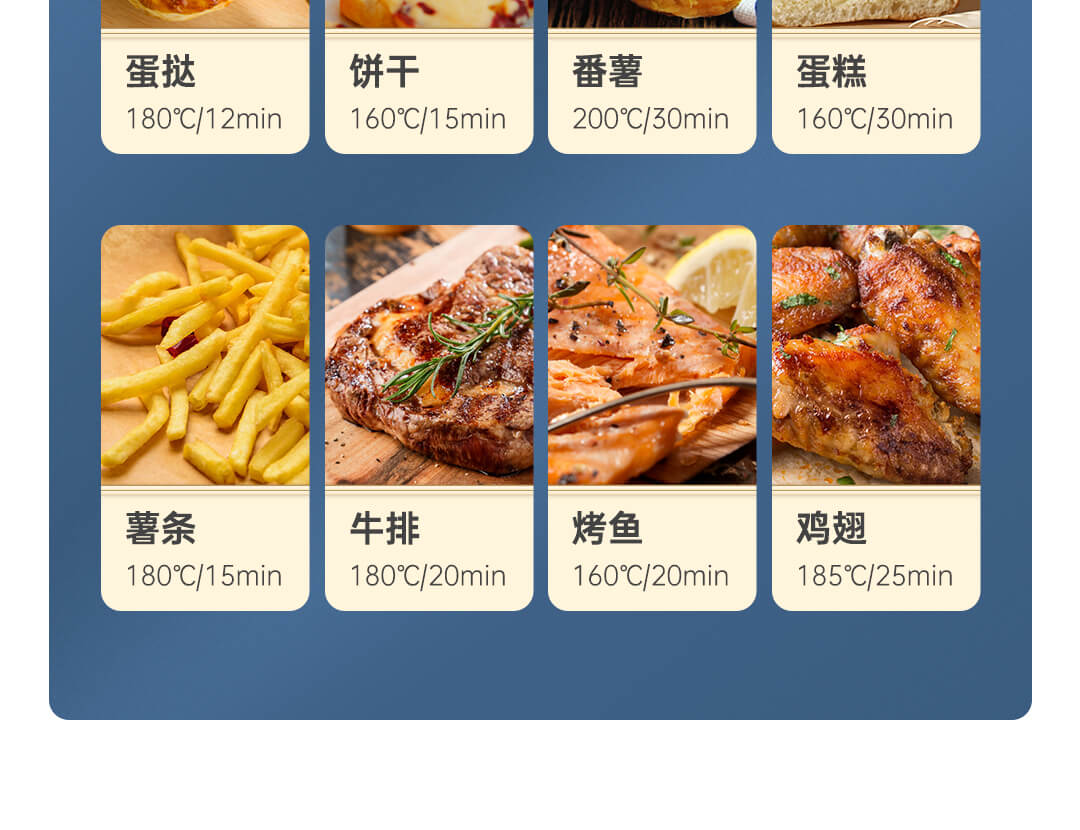 蛋挞
180℃/12min
饼干
160℃/15min
番薯
200℃/30min
蛋糕
160℃/30min
薯条
180℃/15min
牛排
180℃/20min
烤鱼
160℃/20min
鸡翅
185℃/25min